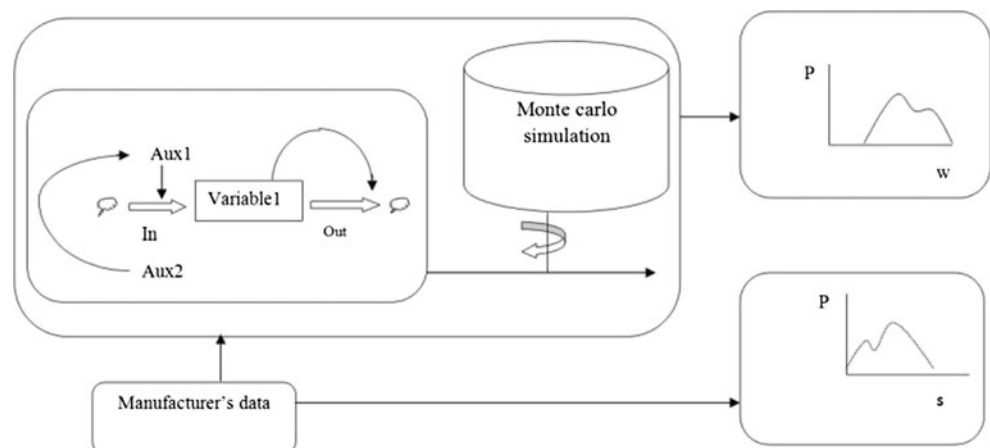 Monte carlo
simulation
Aux1
Variable1
In
Out
Aux2
Manufacturer's data
P
w
P
s